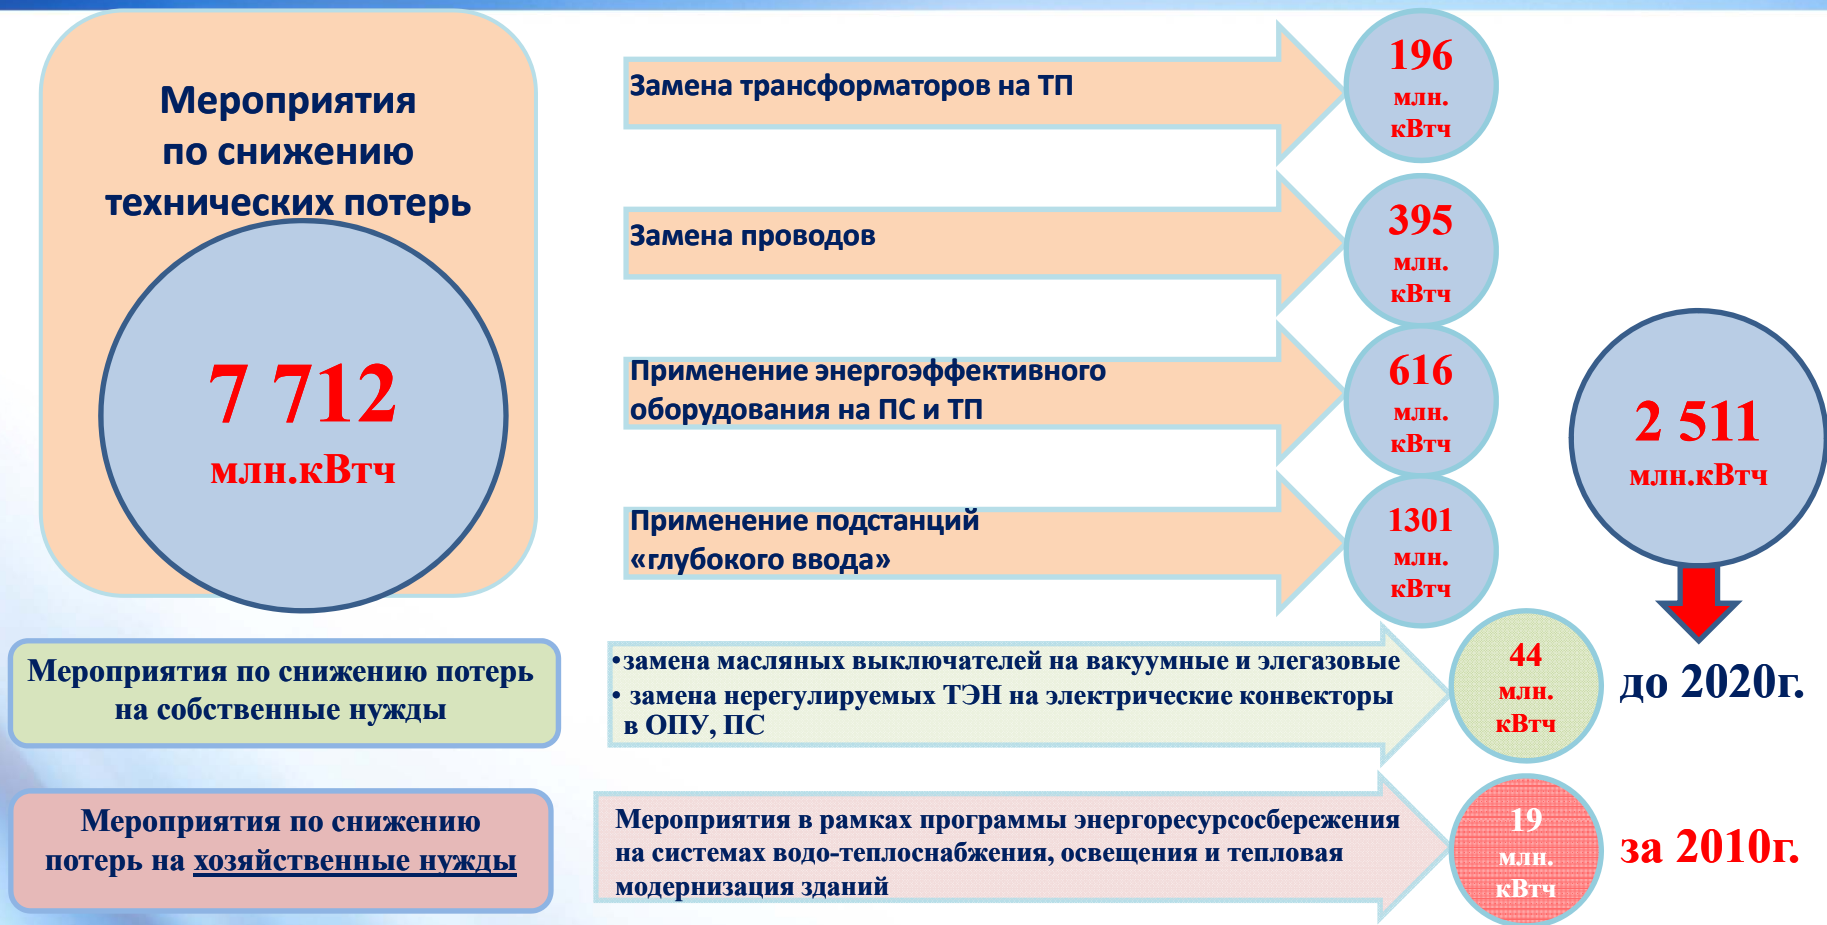 Мероприятия
по снижению
технических потерь
7 712
млн.кВтч
Замена трансформаторов на ТП
196
млн.
кВтч
Замена проводов
395
млн.
кВтч
Применение энергоэффективного
оборудования на ПС и ТП
616
млн.
кВтч
Применение подстанций
«глубокого ввода»
1301
млн.
кВтч
2 511
млн.кВтч
до 2020г.
Мероприятия по снижению потерь
на собственные нужды
•замена масляных выключателей на вакуумные и элегазовые
• замена нерегулируемых ТЭН на электрические конвекторы
в ОПУ, ПС
44
млн.
кВтч
Мероприятия по снижению
потерь на хозяйственные нужды
Мероприятия в рамках программы энергоресурсосбережения
на системах водо-теплоснабжения, освещения и тепловая
модернизация зданий
19
млн.
кВтч
за 2010г.